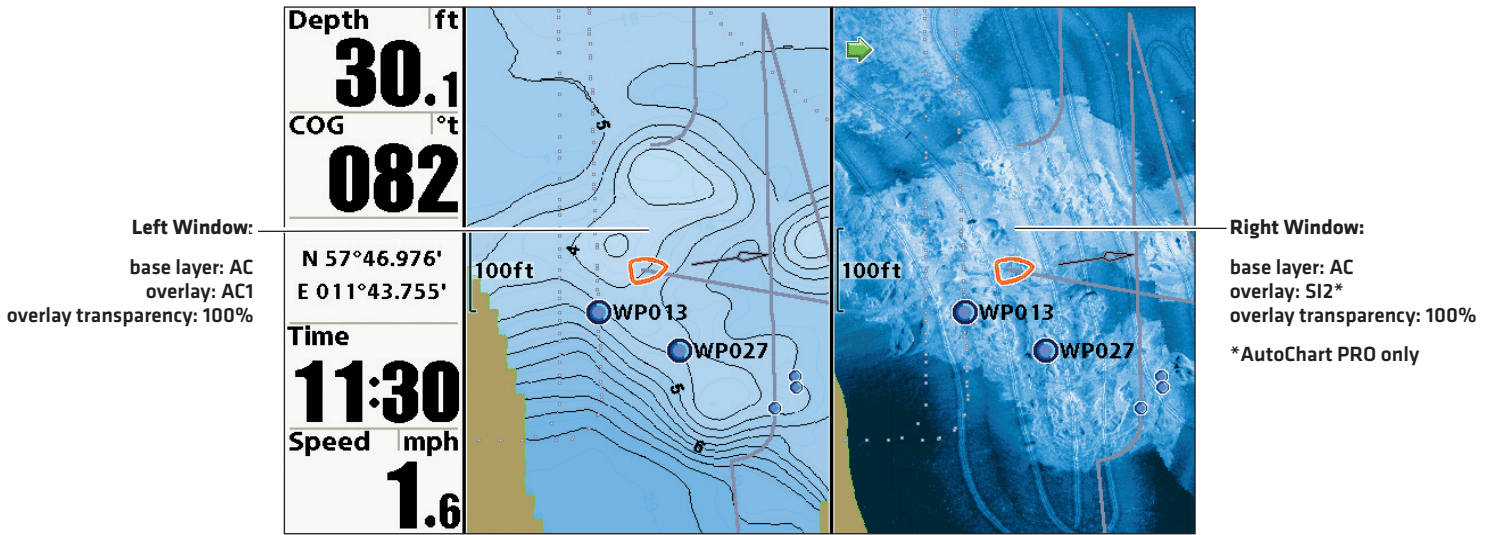 Depth ft
30.1
COG °t
082
N 57°46.976'
E 011°43.755'
Time
11:30
Speed mph
1.6
Left Window:
base layer: AC
overlay: AC1
overlay transparency: 100%
5
4
100ft
WP013
WP027
5
6
100ft
WP013
WP027
Right Window:
base layer: AC
overlay: SI2*
overlay transparency: 100%
*AutoChart PRO only